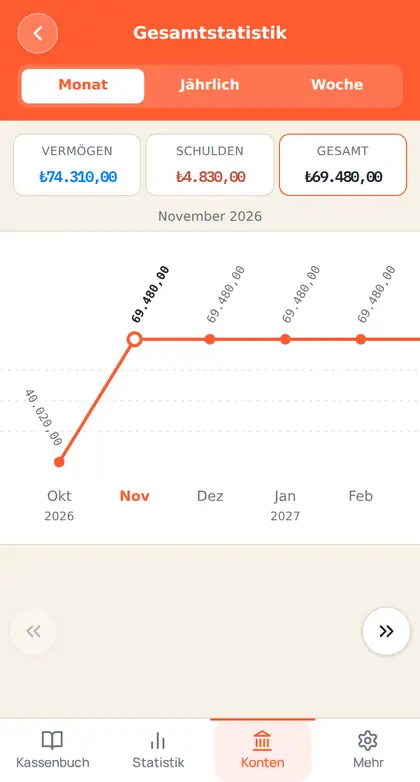 Gesamtstatistik
Monat Jährlich Woche
VERMÖGEN SCHULDEN GESAMT
₺74.310,00 ₺4.830,00 ₺69.480,00
November 2026
69.480,00 69.480,00 69.480,00 69.480,00
40.020,00
Okt Nov Dez Jan Feb
2026 2027
Kassenbuch Statistik Konten Mehr